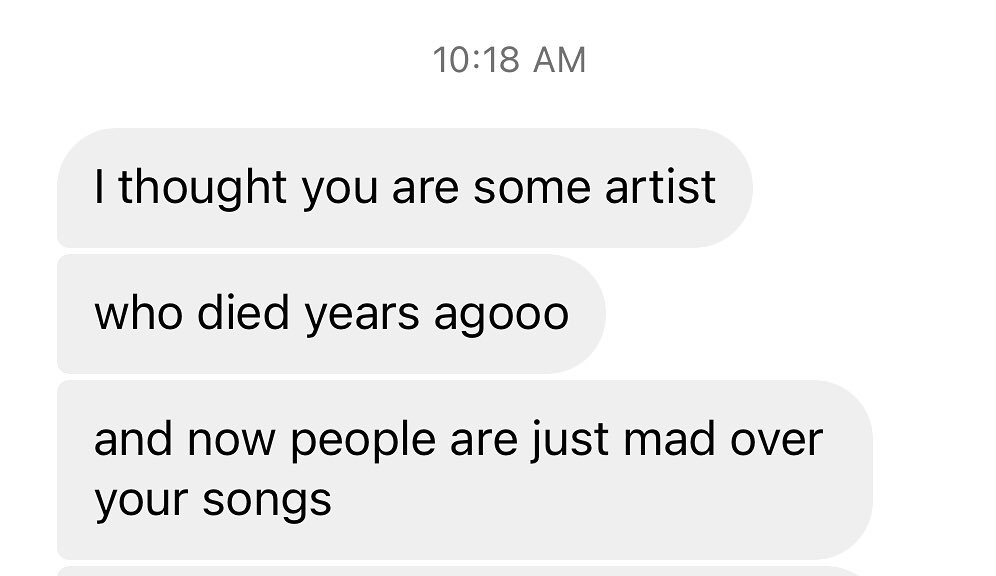 10:18 AM
I thought you are some artist
who died years agooo
and now people are just mad over
your songs